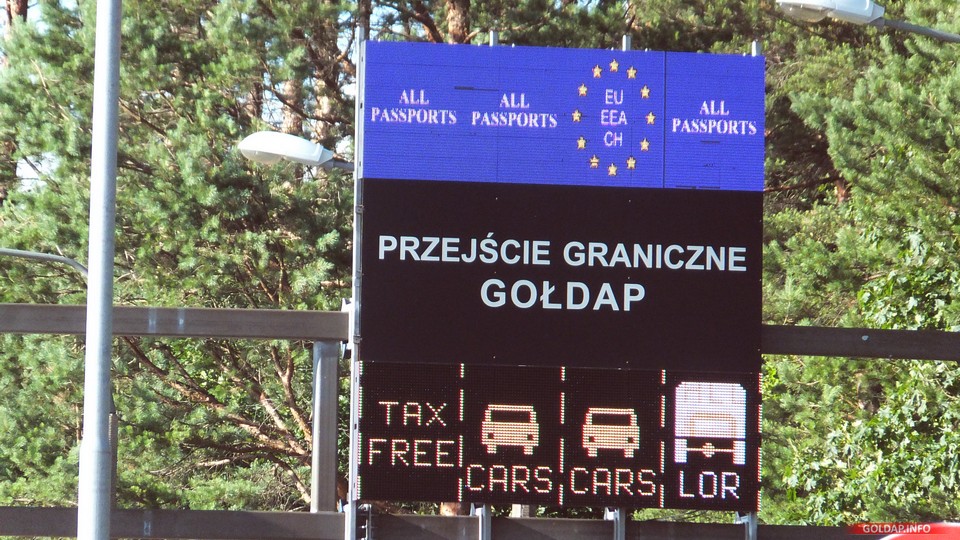 ALL
PASSPORTS
ALL
PASSPORTS
EU
EEA
CH
ALL
PASSPORTS
PRZEJŚCIE GRANICZNE
GOŁDAP
TAX
FREE
CARS
CARS
LOR
GOLDAP.INFO